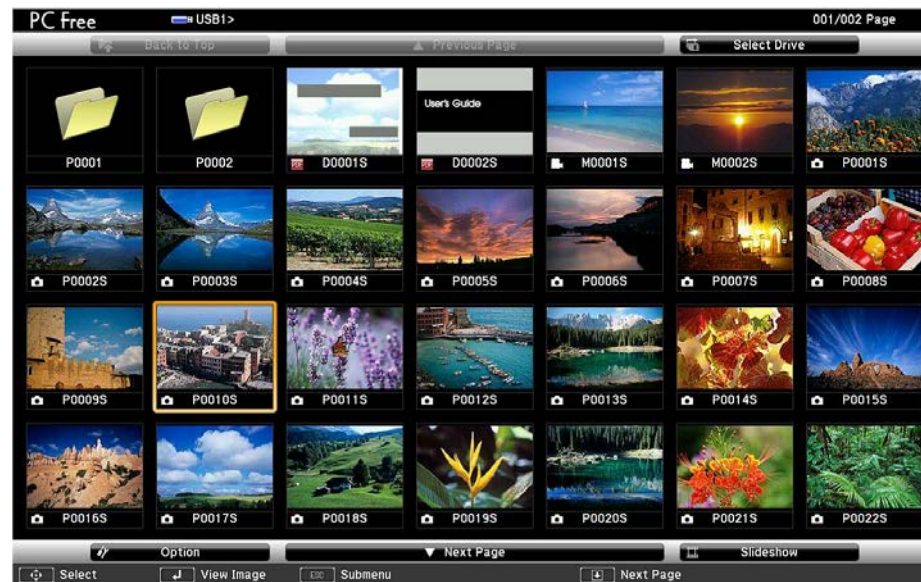 PC Free USB1> 001/002 Page
Back to Top Previous Page Select Drive
P0001 P0002 D0001S D0002S M0001S M0002S P0001S
User's Guide
P0002S P0003S P0004S P0005S P0006S P0007S P0008S
P0009S P0010S P0011S P0012S P0013S P0014S P0015S
P0016S P0017S P0018S P0019S P0020S P0021S P0022S
Option Next Page Slideshow
Select View Image ESC Submenu Next Page